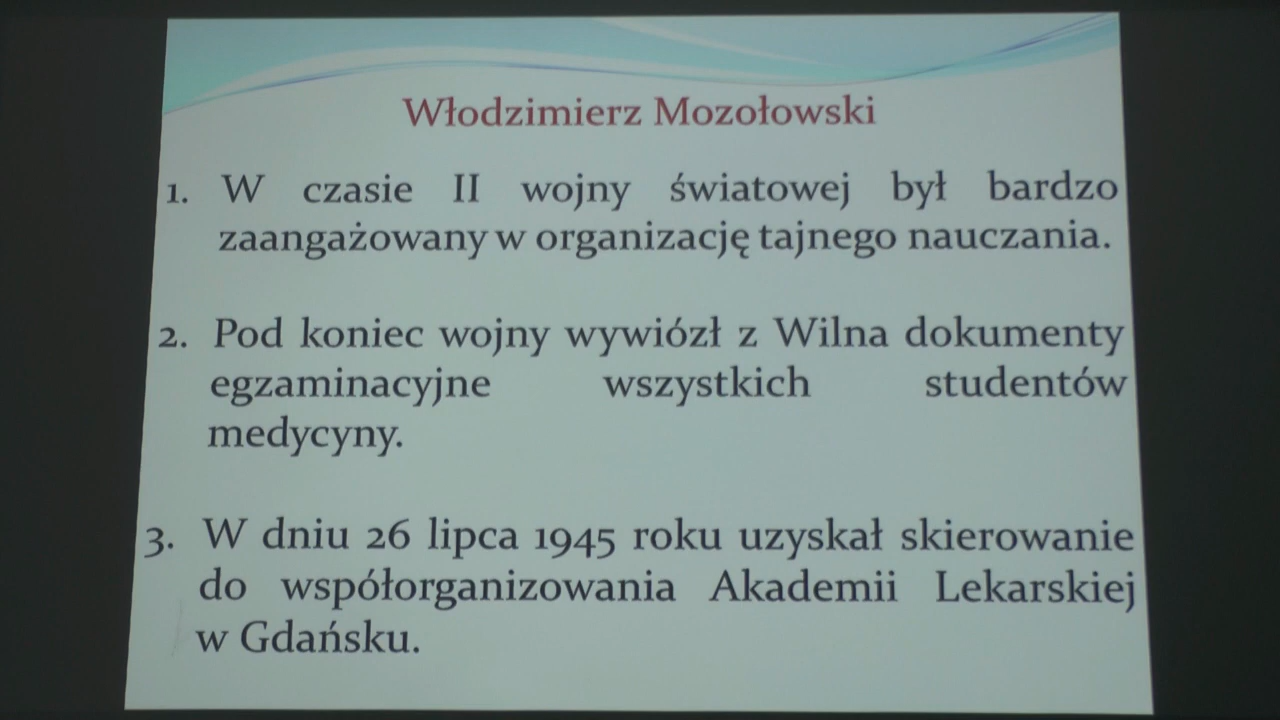 Włodzimierz Mozołowski
1. W czasie II wojny światowej był bardzo
zaangażowany w organizację tajnego nauczania.
2. Pod koniec wojny wywiózł z Wilna dokumenty
egzaminacyjne wszystkich studentów
medycyny.
3. W dniu 26 lipca 1945 roku uzyskał skierowanie
do współorganizowania Akademii Lekarskiej
w Gdańsku.